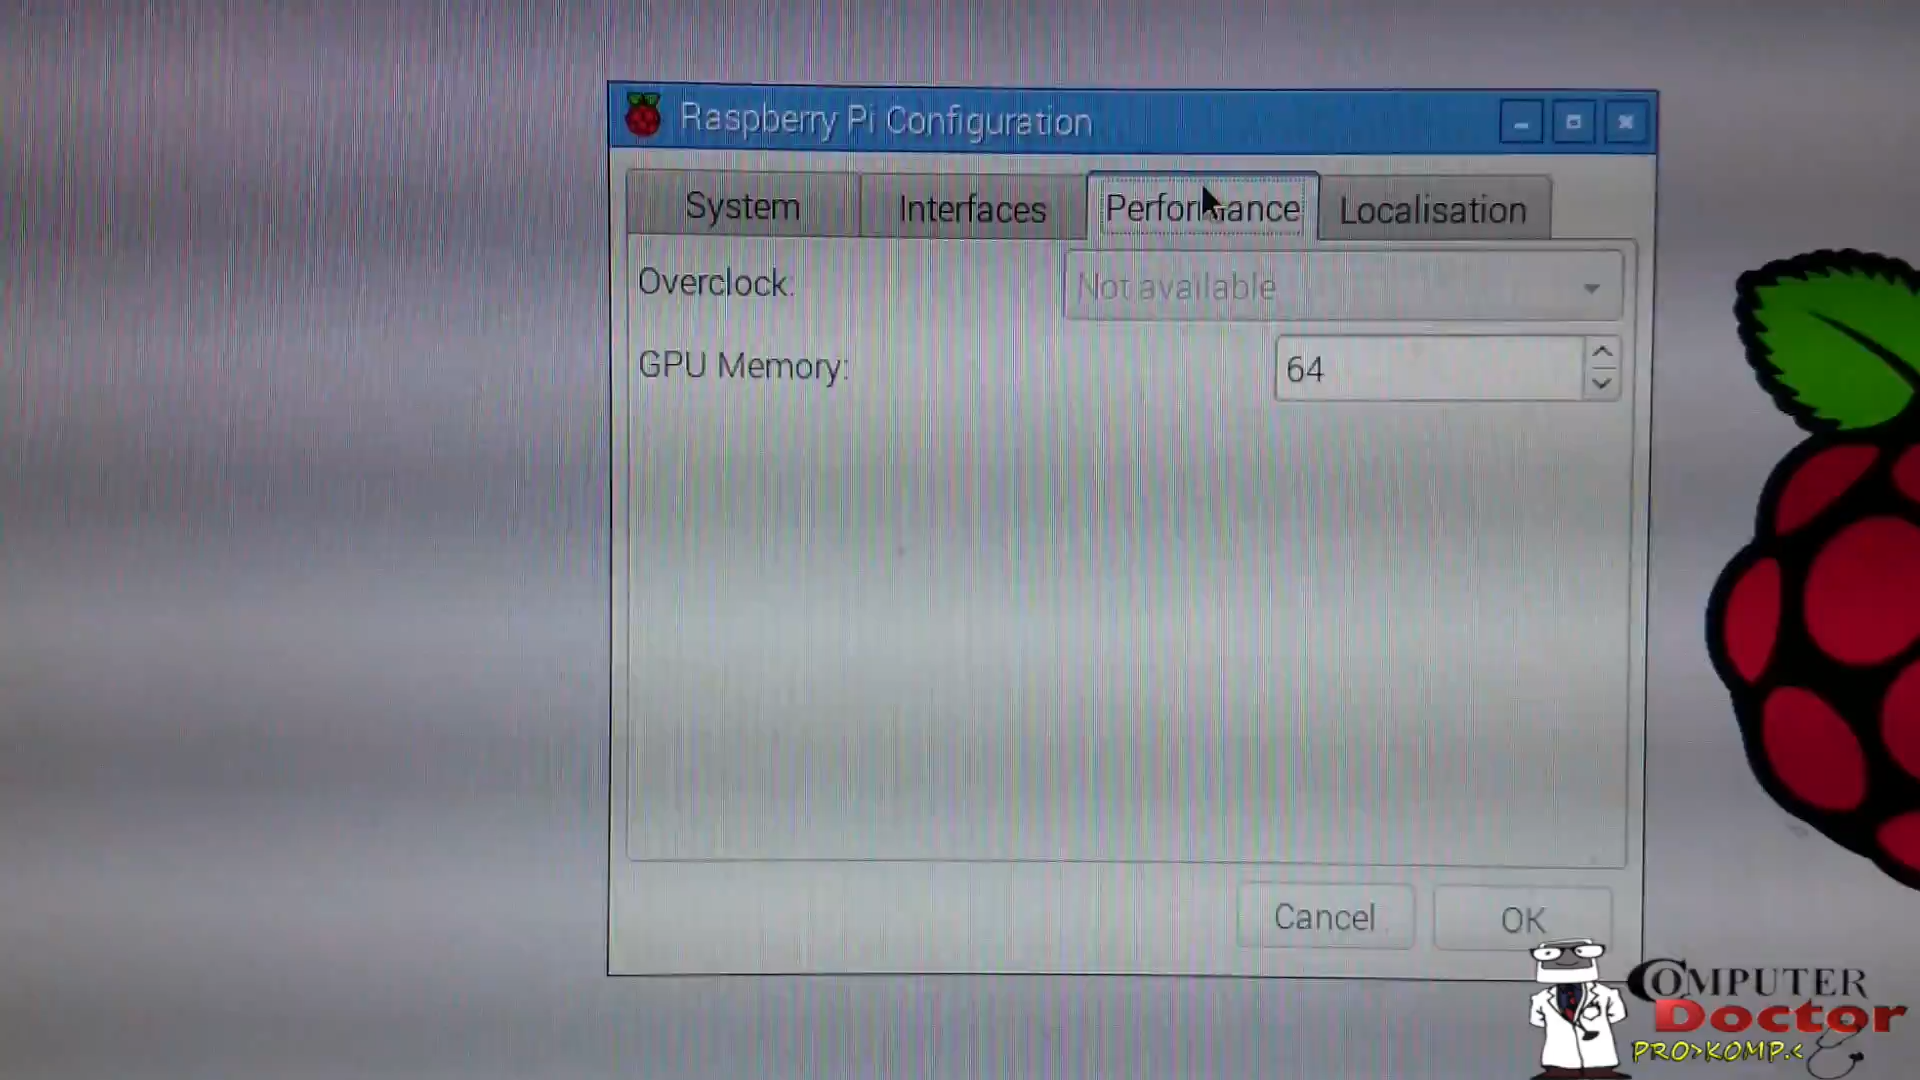 Raspberry Pi Configuration
System
Interfaces
Performance
Localisation
Overclock:
Not available
GPU Memory:
64
Cancel
OK
COMPUTER
Doctor
PRO>KOMP.<